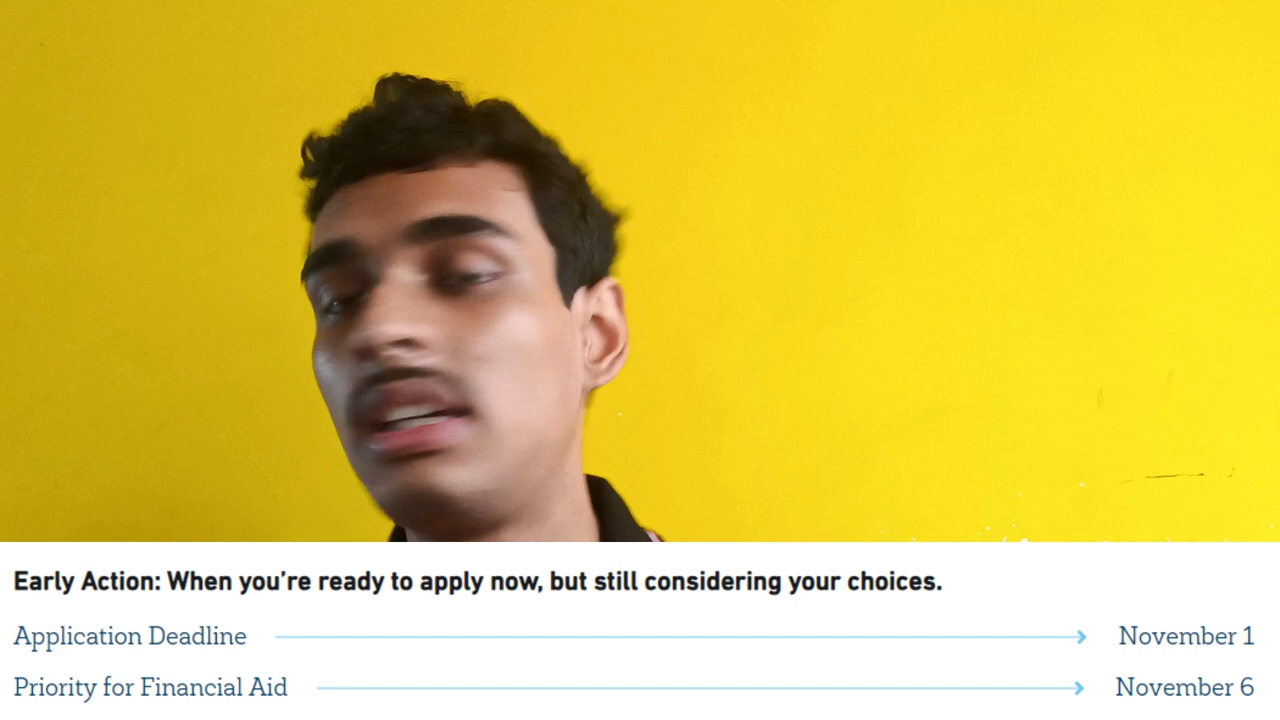 Early Action: When you’re ready to apply now, but still considering your choices.
Application Deadline November 1
Priority for Financial Aid November 6